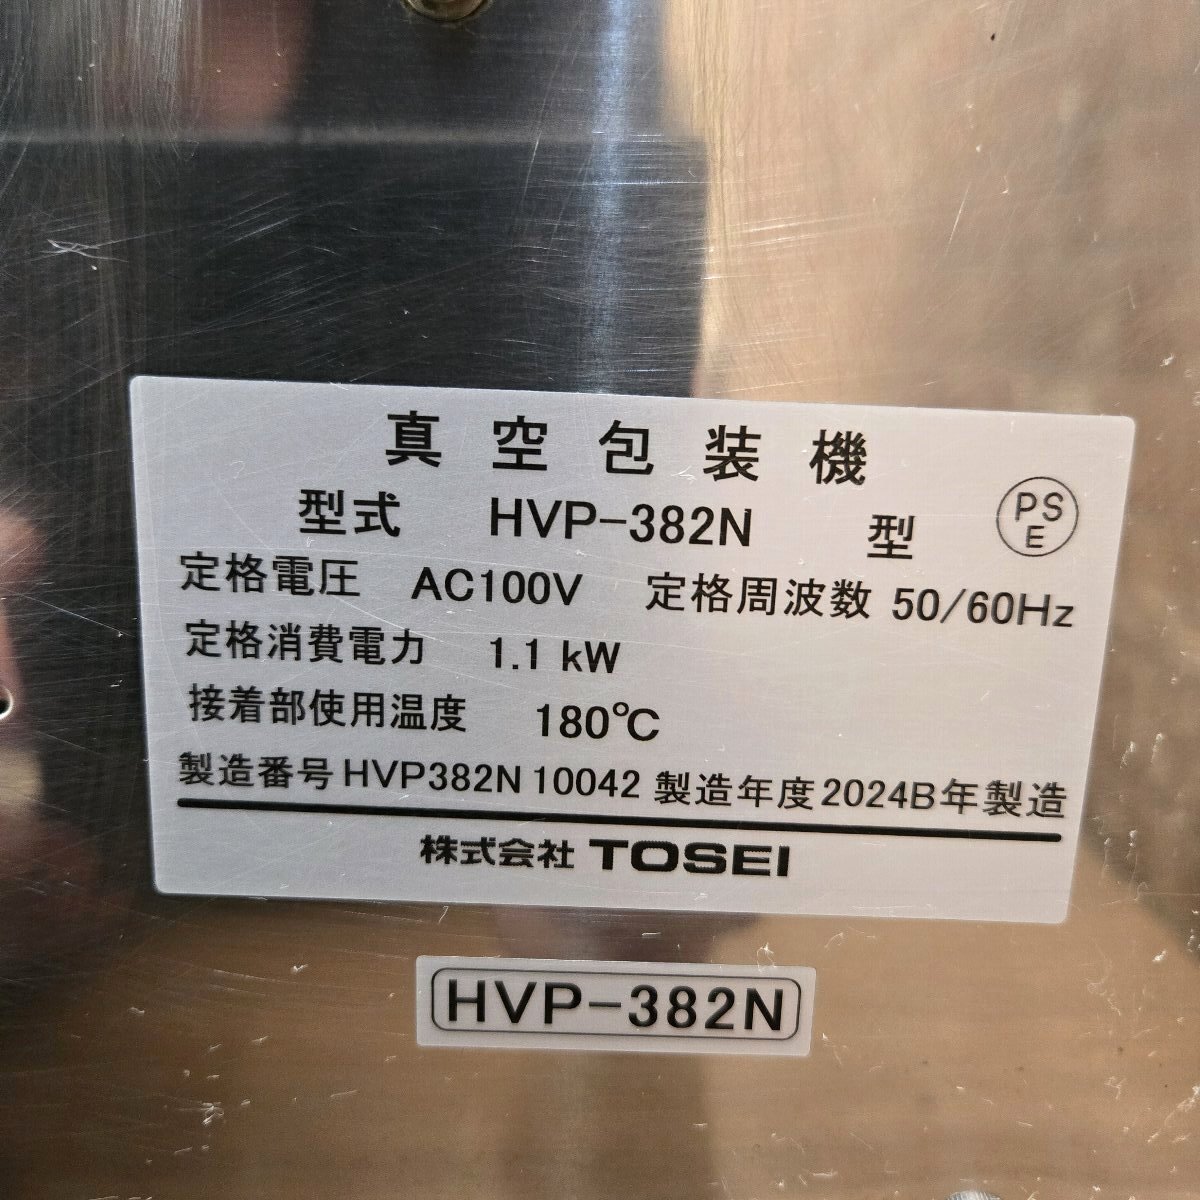 真空包装機
型式 HVP-382N 型 PSE
定格電圧 AC100V 定格周波数 50/60Hz
定格消費電力 1.1 kW
接着部使用温度 180℃
製造番号 HVP382N 10042 製造年度 2024B年製造
株式会社 TOSEI
HVP-382N